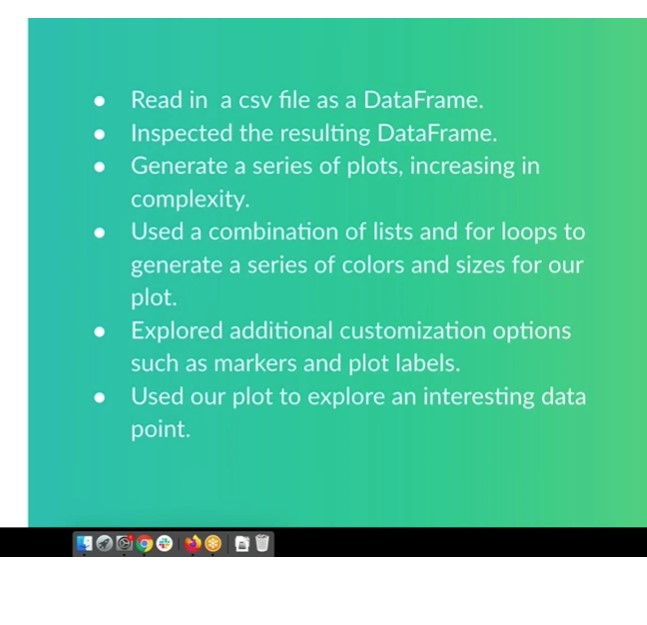 • Read in a csv file as a DataFrame.
• Inspected the resulting DataFrame.
• Generate a series of plots, increasing in
complexity.
• Used a combination of lists and for loops to
generate a series of colors and sizes for our
plot.
• Explored additional customization options
such as markers and plot labels.
• Used our plot to explore an interesting data
point.